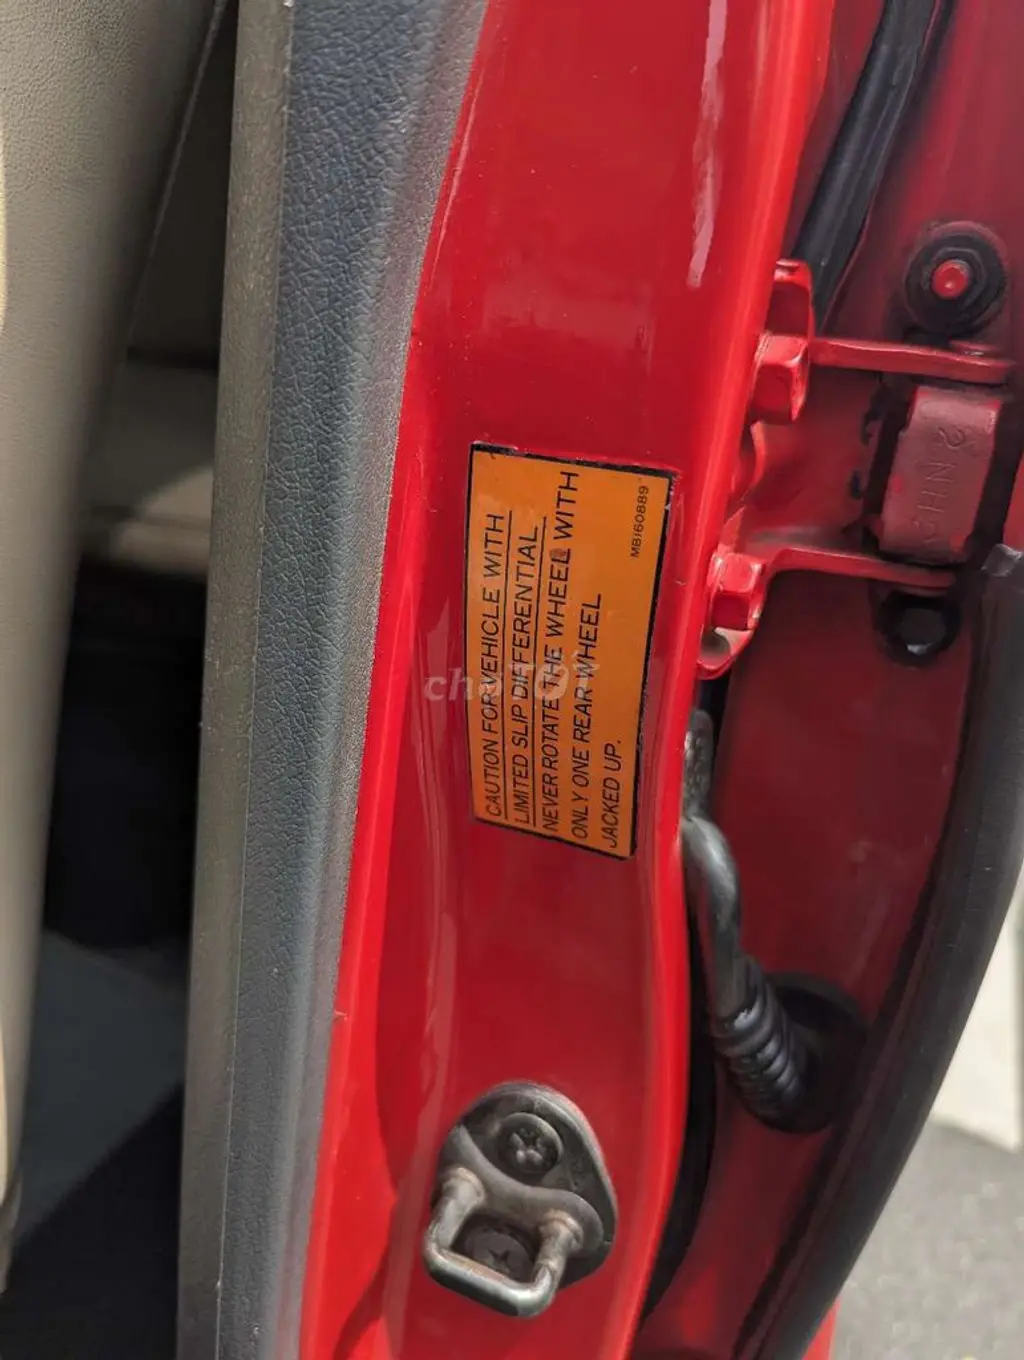 CAUTION FOR VEHICLE WITH
LIMITED SLIP DIFFERENTIAL
NEVER ROTATE THE WHEEL WITH
ONLY ONE REAR WHEEL
JACKED UP.
MB160889
choTỐT